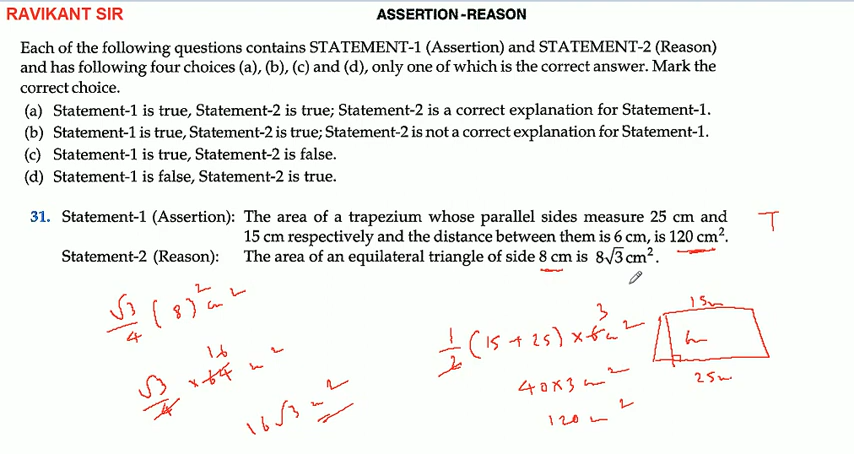 RAVIKANT SIR
ASSERTION-REASON
Each of the following questions contains STATEMENT-1 (Assertion) and STATEMENT-2 (Reason)
and has following four choices (a), (b), (c) and (d), only one of which is the correct answer. Mark the
correct choice.
(a) Statement-1 is true, Statement-2 is true; Statement-2 is a correct explanation for Statement-1.
(b) Statement-1 is true, Statement-2 is true; Statement-2 is not a correct explanation for Statement-1.
(c) Statement-1 is true, Statement-2 is false.
(d) Statement-1 is false, Statement-2 is true.
31. Statement-1 (Assertion): The area of a trapezium whose parallel sides measure 25 cm and
15 cm respectively and the distance between them is 6 cm, is 120 cm².
T
Statement-2 (Reason): The area of an equilateral triangle of side 8 cm is 8√3 cm².
√3/4 (8)² cm²
√3/4 × 64 cm²
16
16√3 cm²
1/2 (15 + 25) × 6 cm²
3
40×3 cm²
120 cm²
15cm
6cm
25cm